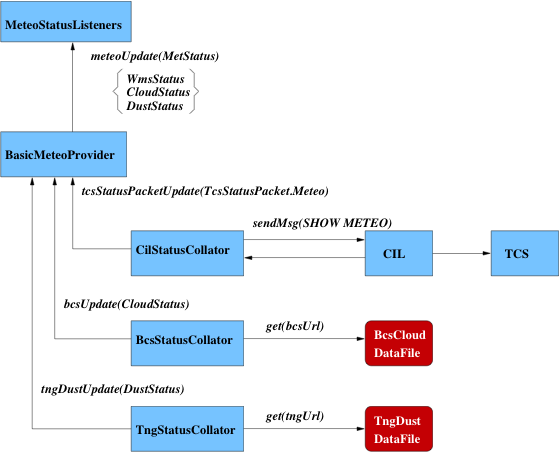 MeteoStatusListeners
meteoUpdate(MetStatus)
WmsStatus
CloudStatus
DustStatus
BasicMeteoProvider
tcsStatusPacketUpdate(TcsStatusPacket.Meteo)
sendMsg(SHOW METEO)
CilStatusCollator
CIL
TCS
bcsUpdate(CloudStatus)
get(bcsUrl)
BcsStatusCollator
BcsCloud
DataFile
tngDustUpdate(DustStatus)
get(tngUrl)
TngStatusCollator
TngDust
DataFile